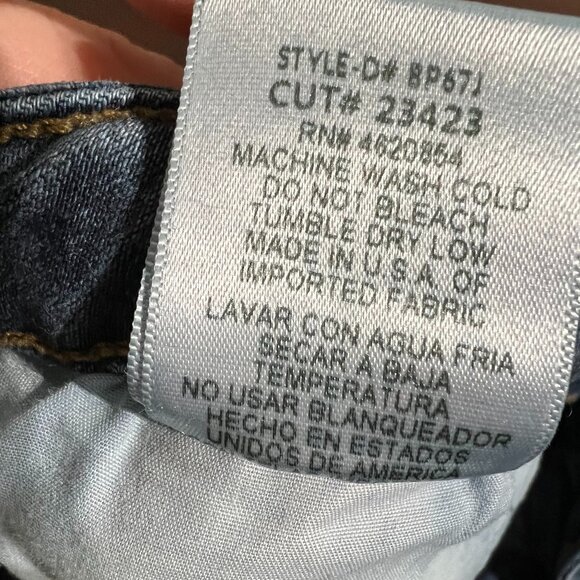 STYLE-D# BP67J
CUT# 23423
RN# 4620854
MACHINE WASH COLD
DO NOT BLEACH
TUMBLE DRY LOW
MADE IN U.S.A. OF
IMPORTED FABRIC
LAVAR CON AGUA FRIA
SECAR A BAJA
TEMPERATURA
NO USAR BLANQUEADOR
HECHO EN ESTADOS
UNIDOS DE AMERICA